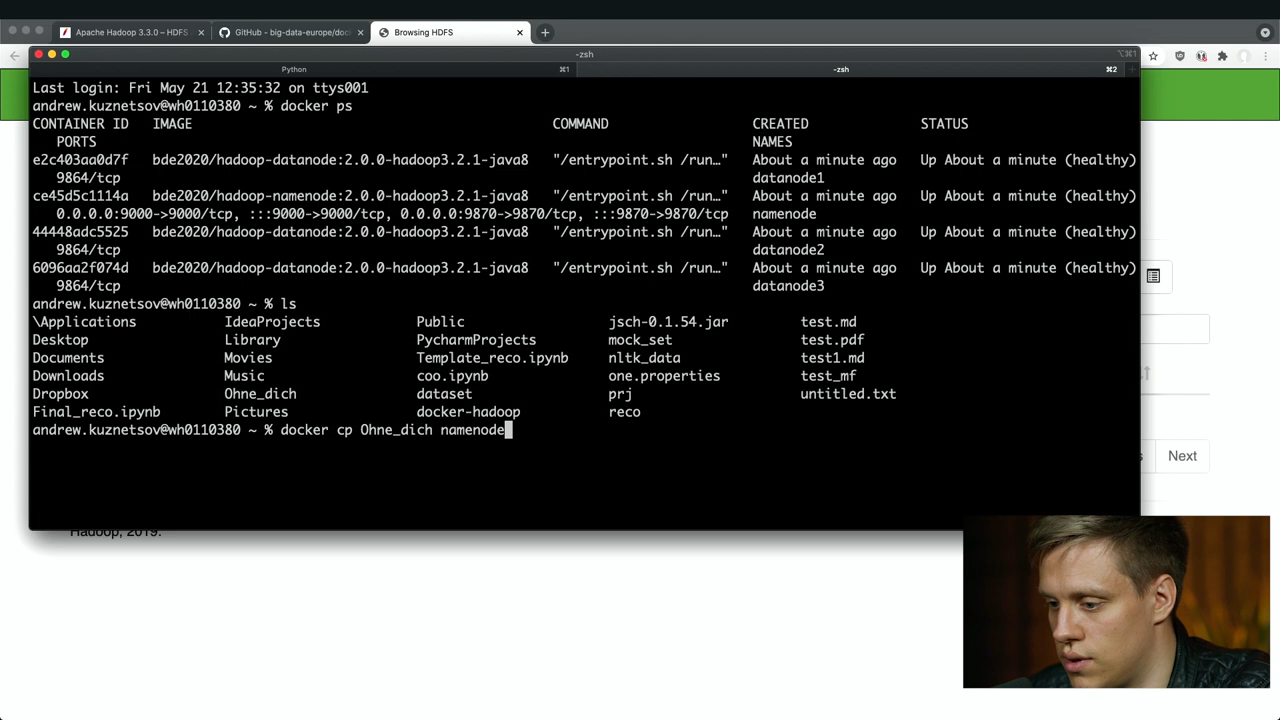 Apache Hadoop 3.3.0 – HDFS
GitHub - big-data-europe/doc
Browsing HDFS
-zsh
⌥⌘1
Python ⌘1
-zsh ⌘2
Last login: Fri May 21 12:35:32 on ttys001
andrew.kuznetsov@wh0110380 ~ % docker ps
CONTAINER ID IMAGE COMMAND CREATED STATUS
PORTS NAMES
e2c403aa0d7f bde2020/hadoop-datanode:2.0.0-hadoop3.2.1-java8 "/entrypoint.sh /run…" About a minute ago Up About a minute (healthy)
9864/tcp datanode1
ce45d5c1114a bde2020/hadoop-namenode:2.0.0-hadoop3.2.1-java8 "/entrypoint.sh /run…" About a minute ago Up About a minute (healthy)
0.0.0.0:9000->9000/tcp, :::9000->9000/tcp, 0.0.0.0:9870->9870/tcp, :::9870->9870/tcp namenode
44448adc5525 bde2020/hadoop-datanode:2.0.0-hadoop3.2.1-java8 "/entrypoint.sh /run…" About a minute ago Up About a minute (healthy)
9864/tcp datanode2
6096aa2f074d bde2020/hadoop-datanode:2.0.0-hadoop3.2.1-java8 "/entrypoint.sh /run…" About a minute ago Up About a minute (healthy)
9864/tcp datanode3
andrew.kuznetsov@wh0110380 ~ % ls
\Applications IdeaProjects Public jsch-0.1.54.jar test.md
Desktop Library PycharmProjects mock_set test.pdf
Documents Movies Template_reco.ipynb nltk_data test1.md
Downloads Music coo.ipynb one.properties test_mf
Dropbox Ohne_dich dataset prj untitled.txt
Final_reco.ipynb Pictures docker-hadoop reco
andrew.kuznetsov@wh0110380 ~ % docker cp Ohne_dich namenode
Next
Hadoop, 2019.